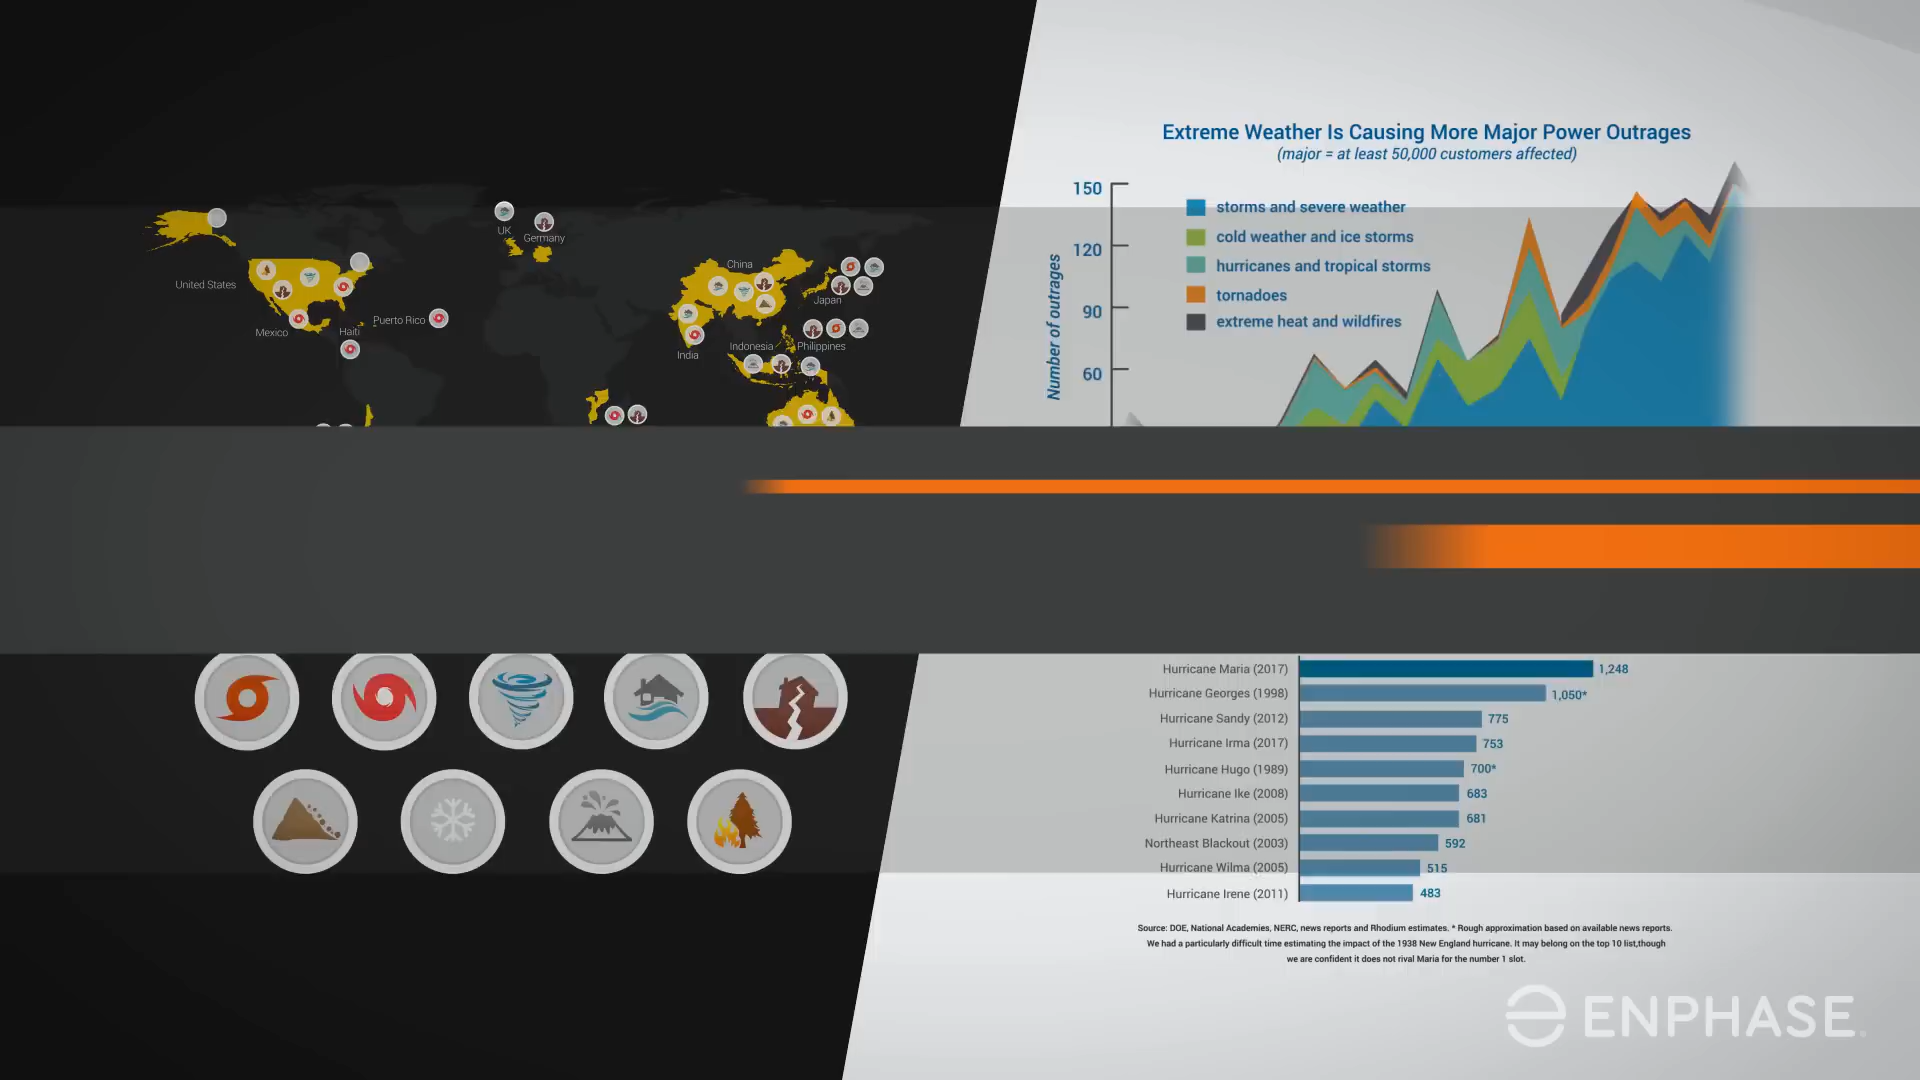 UK
Germany
United States
Mexico
Haiti
Puerto Rico
China
Japan
India
Indonesia
Philippines
Extreme Weather Is Causing More Major Power Outrages
(major = at least 50,000 customers affected)
Number of outrages
150
120
90
60
storms and severe weather
cold weather and ice storms
hurricanes and tropical storms
tornadoes
extreme heat and wildfires
Hurricane Maria (2017) 1,248
Hurricane Georges (1998) 1,050*
Hurricane Sandy (2012) 775
Hurricane Irma (2017) 753
Hurricane Hugo (1989) 700*
Hurricane Ike (2008) 683
Hurricane Katrina (2005) 681
Northeast Blackout (2003) 592
Hurricane Wilma (2005) 515
Hurricane Irene (2011) 483
Source: DOE, National Academies, NERC, news reports and Rhodium estimates. * Rough approximation based on available news reports.
We had a particularly difficult time estimating the impact of the 1938 New England hurricane. It may belong on the top 10 list,though
we are confident it does not rival Maria for the number 1 slot.
ENPHASE